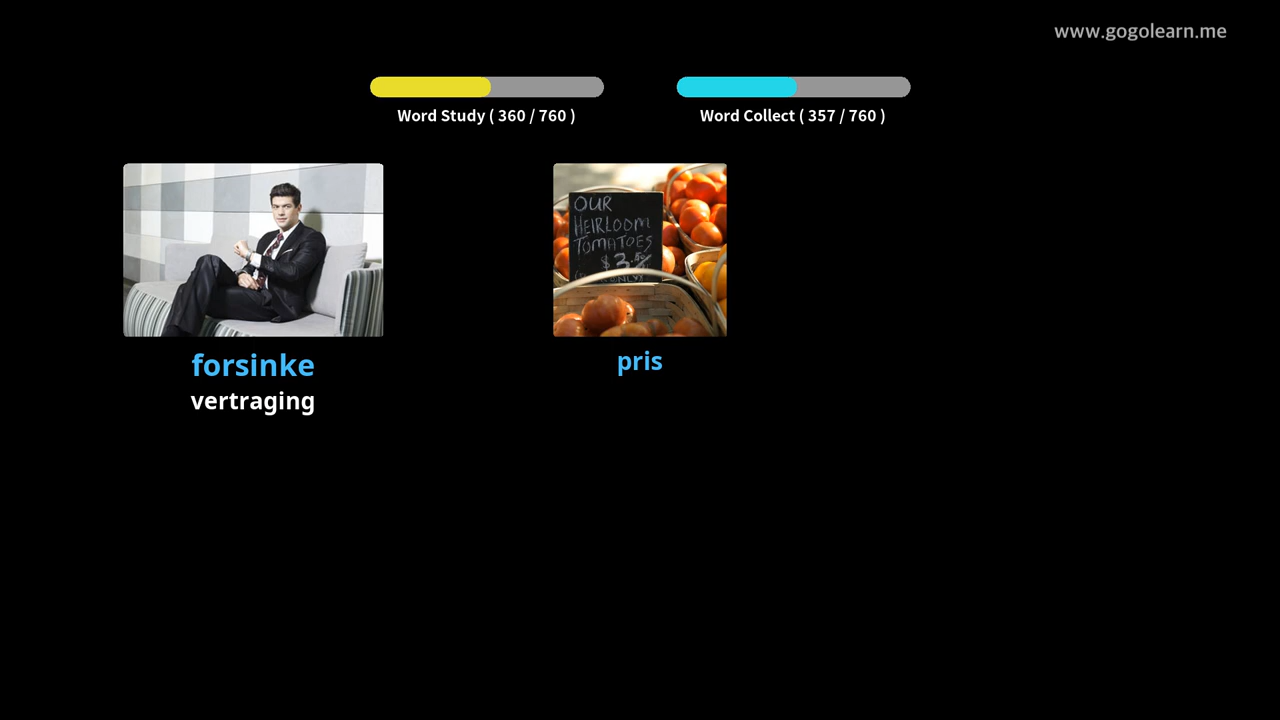 www.gogolearn.me
Word Study ( 360 / 760 )
Word Collect ( 357 / 760 )
OUR
HEIRLOOM
TOMATOES
forsinke
vertraging
pris